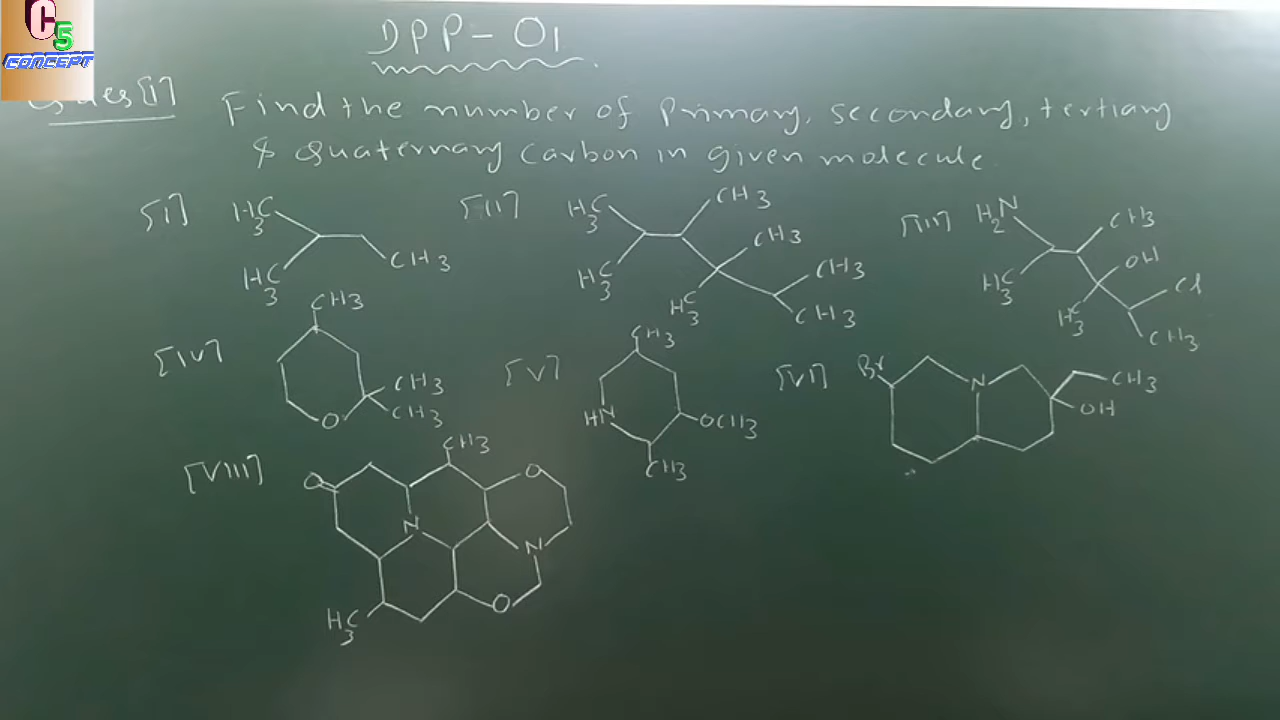 C5
CONCEPT
DPP-01
Ques[1] Find the number of Primary, secondary, tertiary
& Quaternary Carbon in given molecule
[I] H3C H3C CH3
[II] H3C CH3 CH3 H3C H3C CH3 CH3
[III] H2N CH3 OH H3C H3C Cl CH3
[IV] CH3 CH3 CH3 O
[V] CH3 HN OCH3 CH3
[VI] Br N CH3 OH
[VIII] O CH3 O N N O H3C